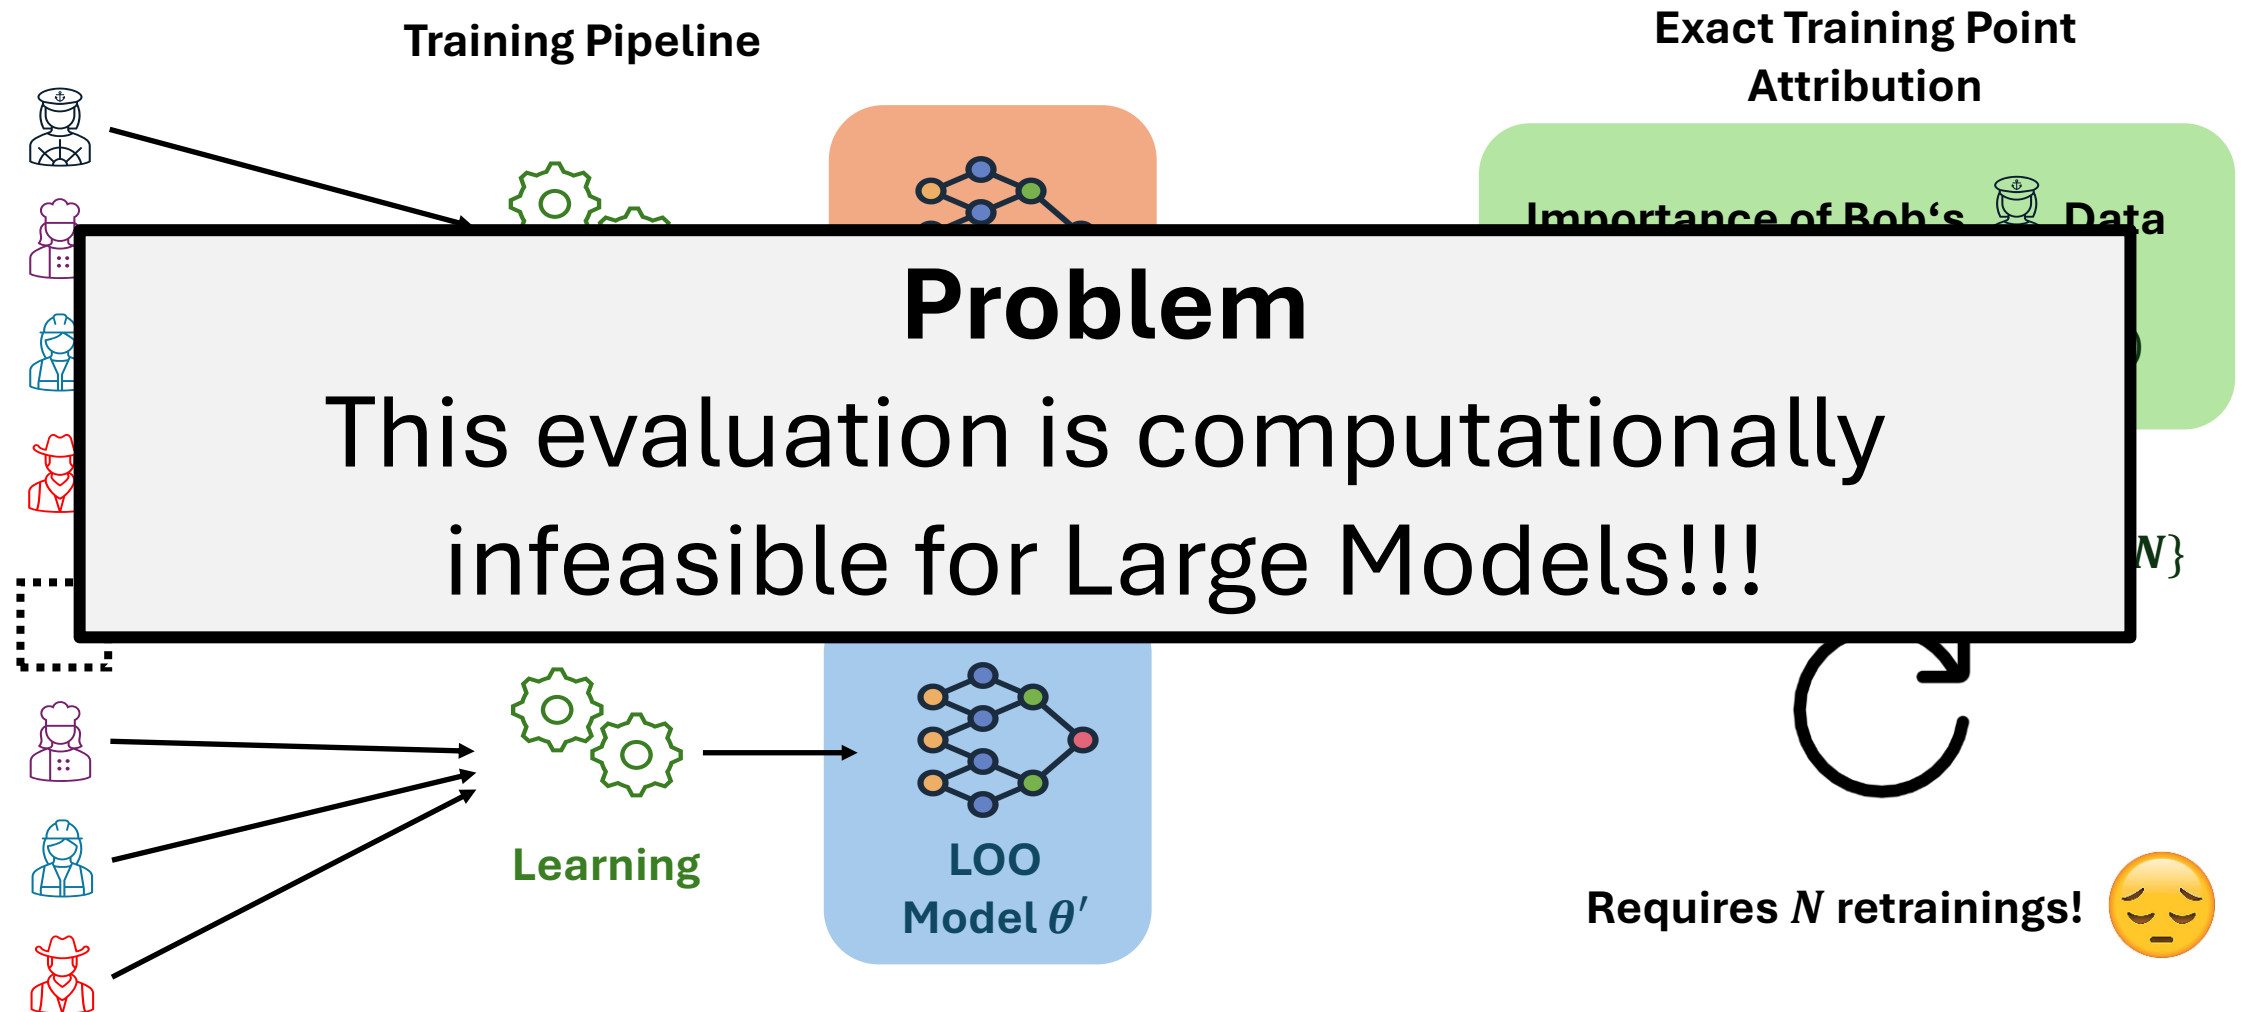 Training Pipeline
Exact Training Point
Attribution
Importance of Bob‘s Data
)
Problem
This evaluation is computationally
infeasible for Large Models!!!
N}
Learning
LOO
Model θ′
Requires N retrainings!